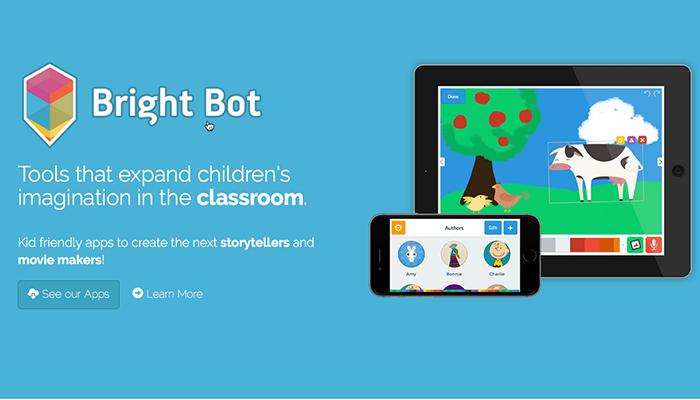 Bright Bot
Tools that expand children's
imagination in the classroom.
Kid friendly apps to create the next storytellers and
movie makers!
See our Apps
Learn More
Done
Authors
Edit
+
Amy
Bonnie
Charlie